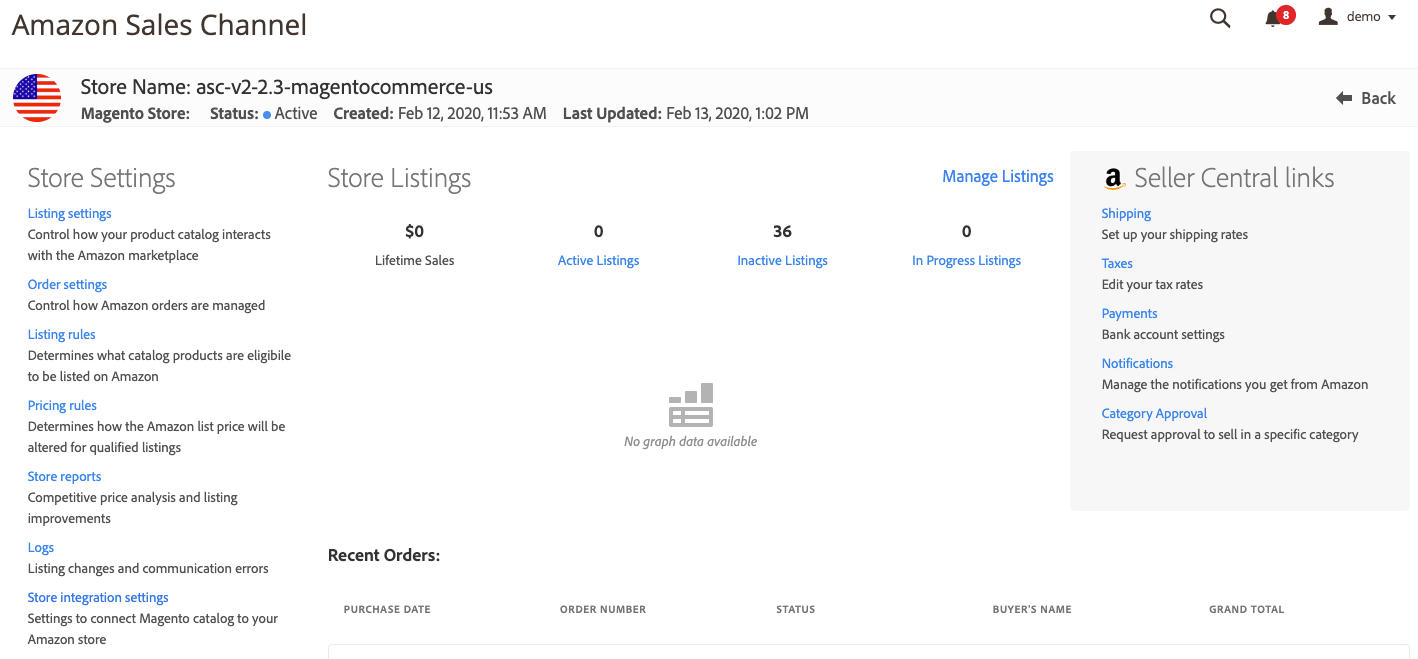 Amazon Sales Channel
8
demo
Store Name: asc-v2-2.3-magentocommerce-us
Magento Store: Status: Active Created: Feb 12, 2020, 11:53 AM Last Updated: Feb 13, 2020, 1:02 PM
Back
Store Settings
Listing settings
Control how your product catalog interacts
with the Amazon marketplace
Order settings
Control how Amazon orders are managed
Listing rules
Determines what catalog products are eligibile
to be listed on Amazon
Pricing rules
Determines how the Amazon list price will be
altered for qualified listings
Store reports
Competitive price analysis and listing
improvements
Logs
Listing changes and communication errors
Store integration settings
Settings to connect Magento catalog to your
Amazon store
Store Listings
Manage Listings
$0
Lifetime Sales
0
Active Listings
36
Inactive Listings
0
In Progress Listings
No graph data available
a Seller Central links
Shipping
Set up your shipping rates
Taxes
Edit your tax rates
Payments
Bank account settings
Notifications
Manage the notifications you get from Amazon
Category Approval
Request approval to sell in a specific category
Recent Orders:
PURCHASE DATE ORDER NUMBER STATUS BUYER'S NAME GRAND TOTAL